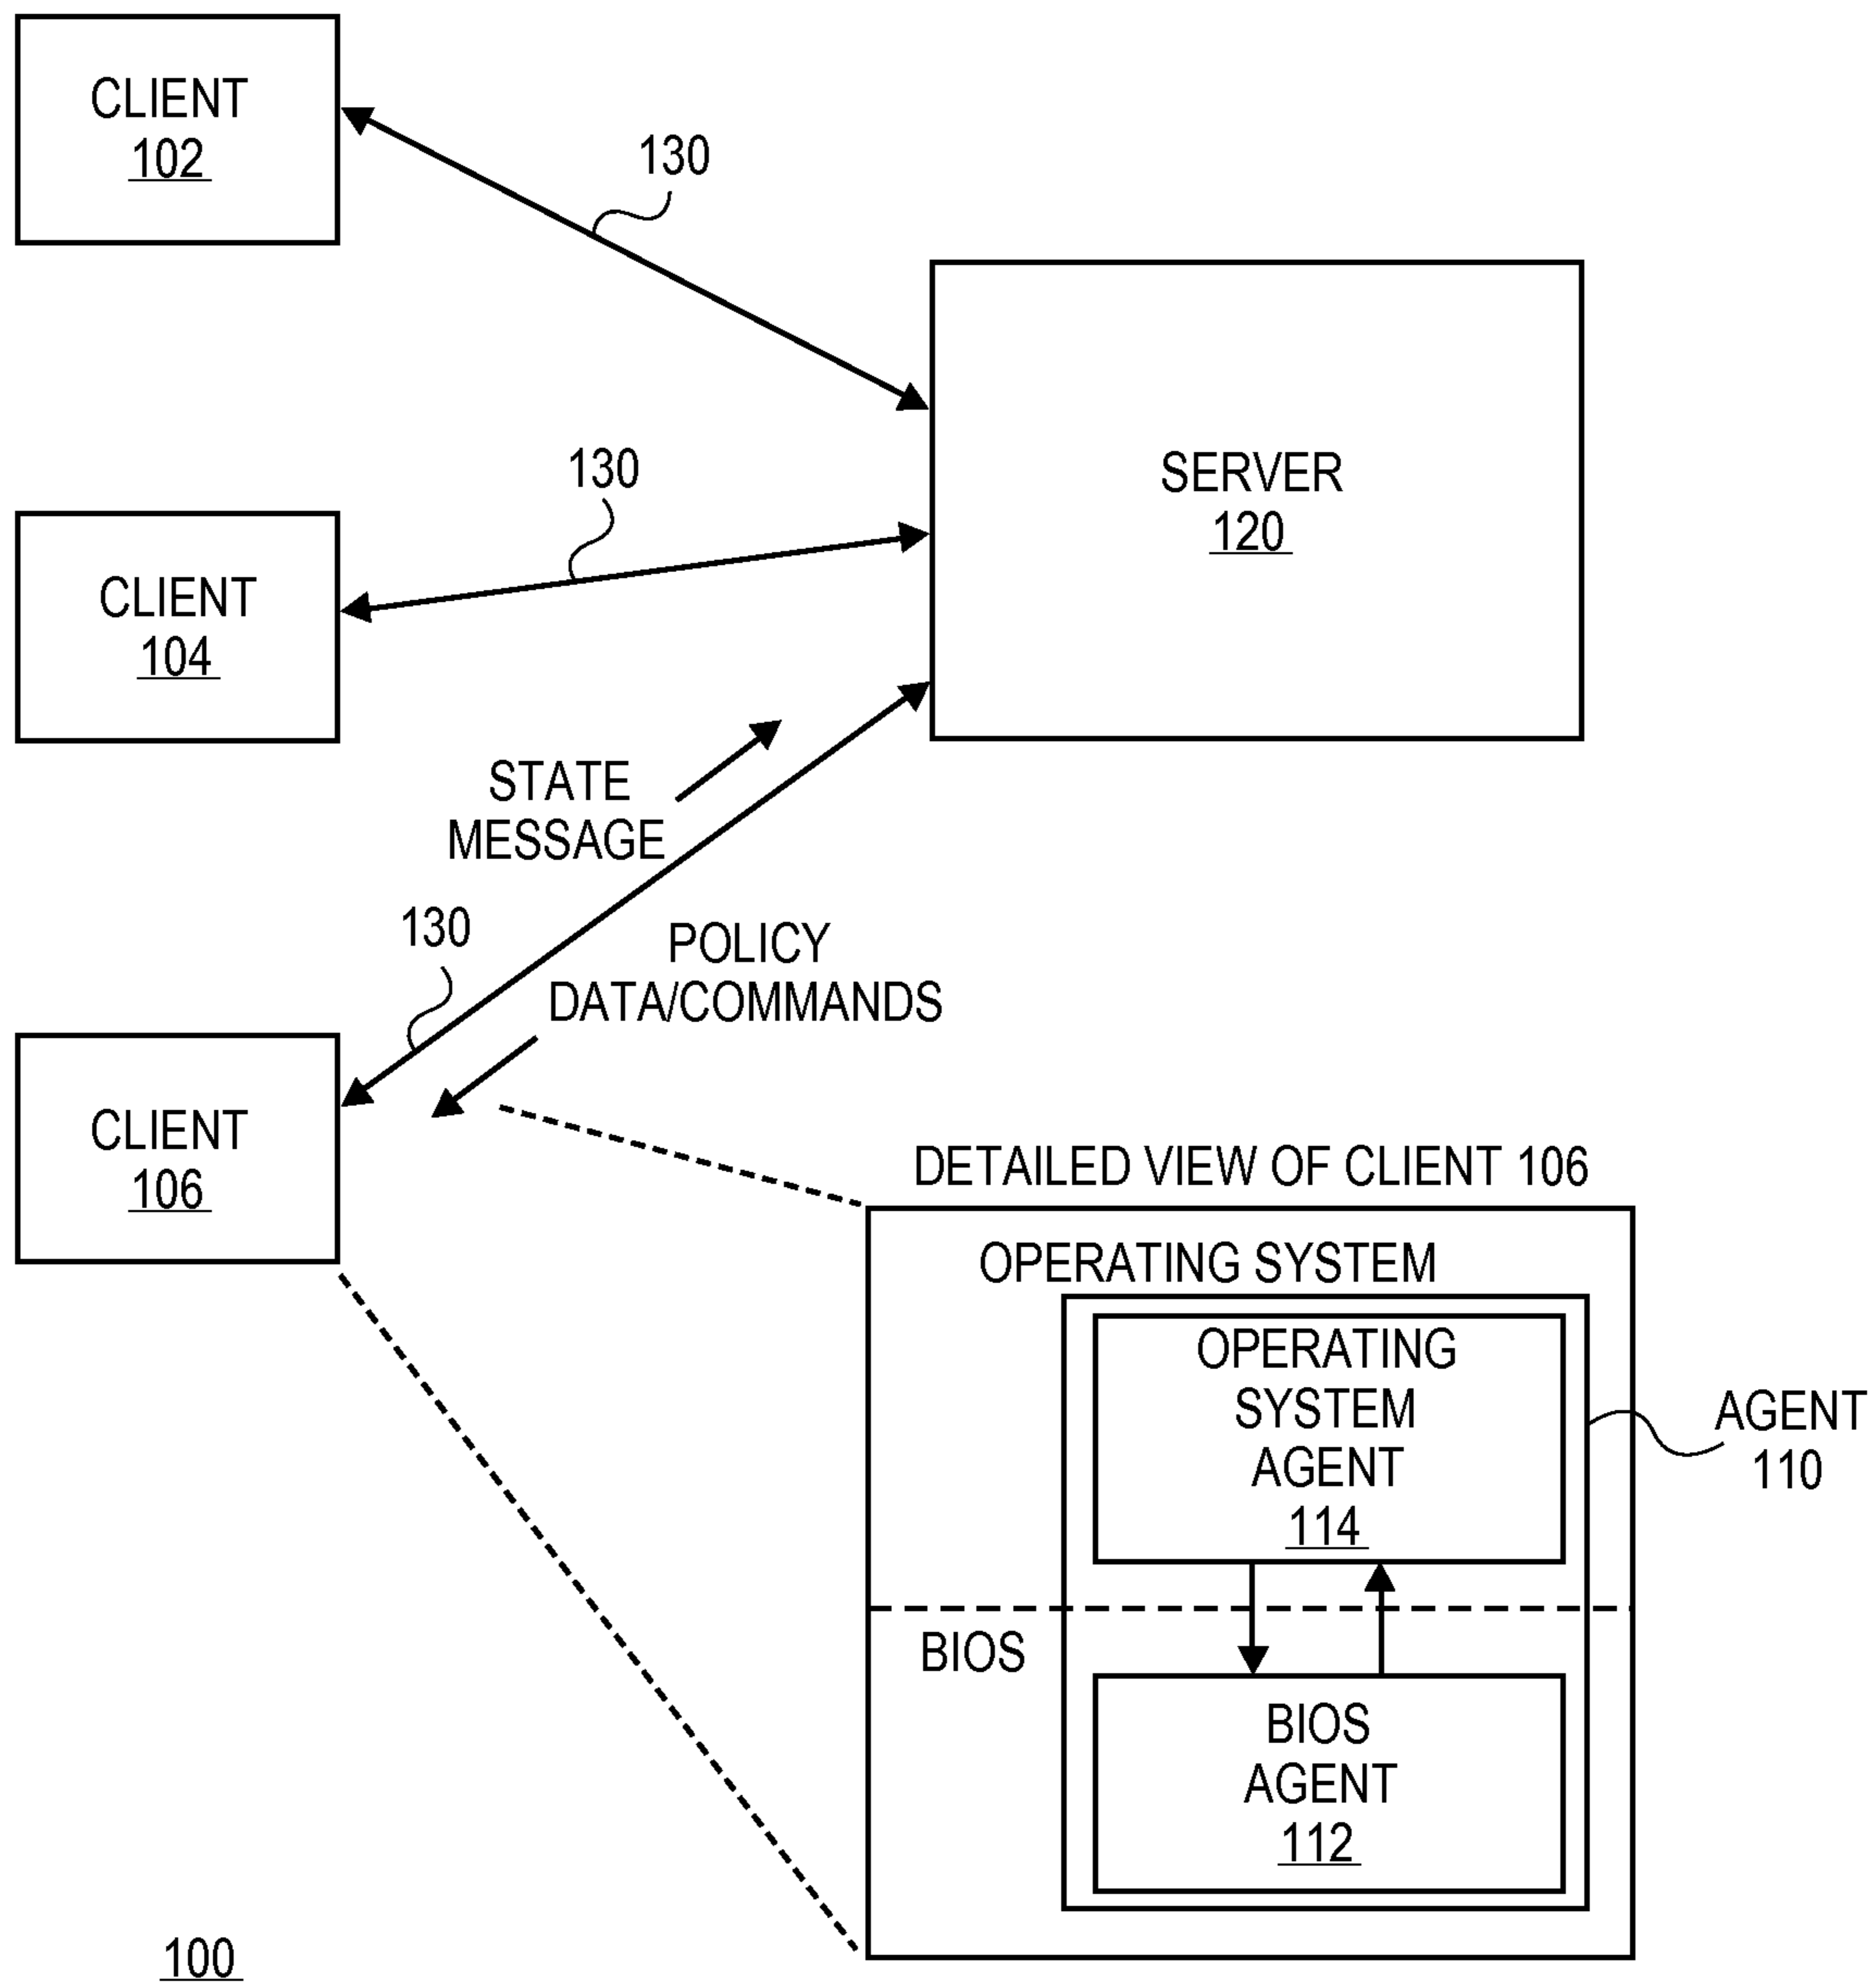 CLIENT
102
130
SERVER
120
130
CLIENT
104
STATE
MESSAGE
130
POLICY
DATA/COMMANDS
CLIENT
106
DETAILED VIEW OF CLIENT 106
OPERATING SYSTEM
OPERATING
SYSTEM
AGENT
114
AGENT
110
BIOS
BIOS
AGENT
112
100